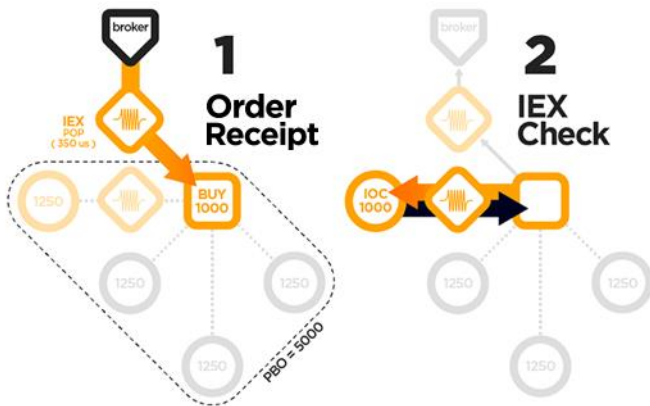 broker
1
Order
Receipt
IEX
POP
( 350 us )
1250
BUY
1000
1250
1250
1250
PBO = 5000
broker
2
IEX
Check
IOC
1000
1250
1250
1250